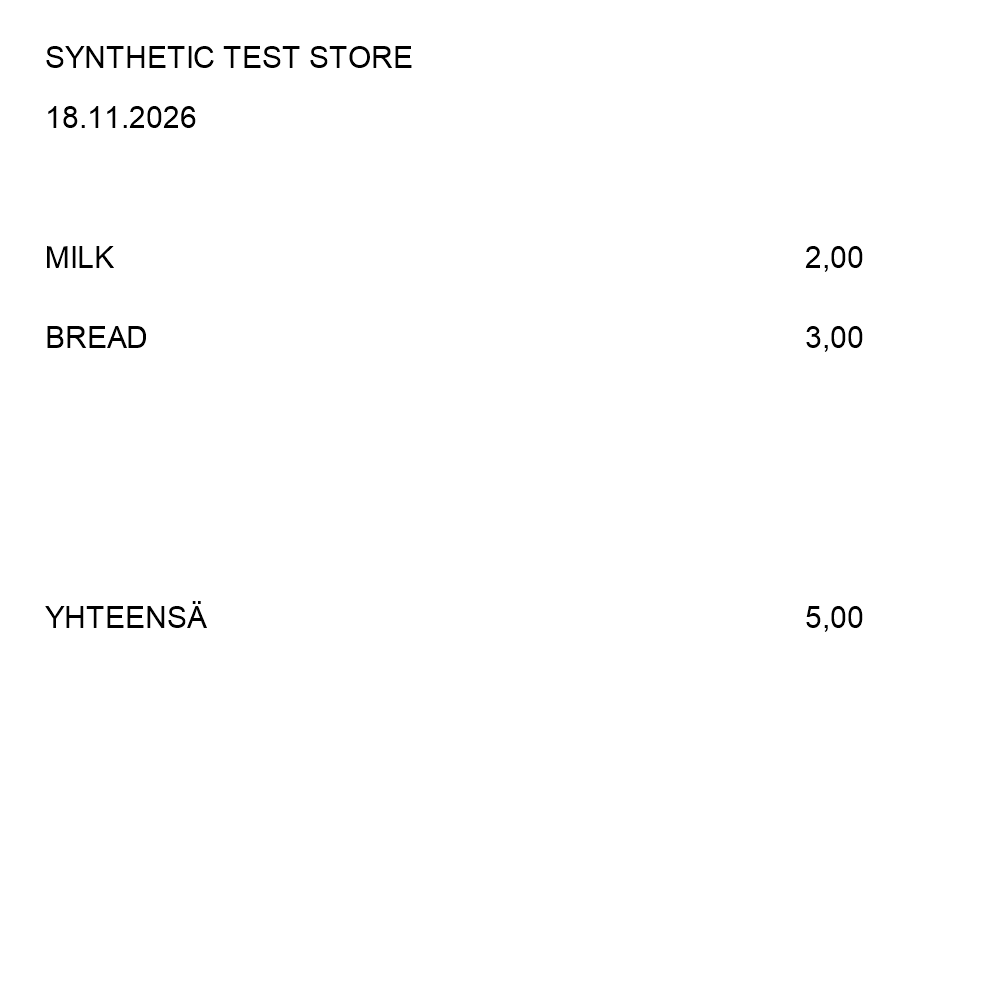 SYNTHETIC TEST STORE
18.11.2026
MILK 2,00
BREAD 3,00
YHTEENSÄ 5,00